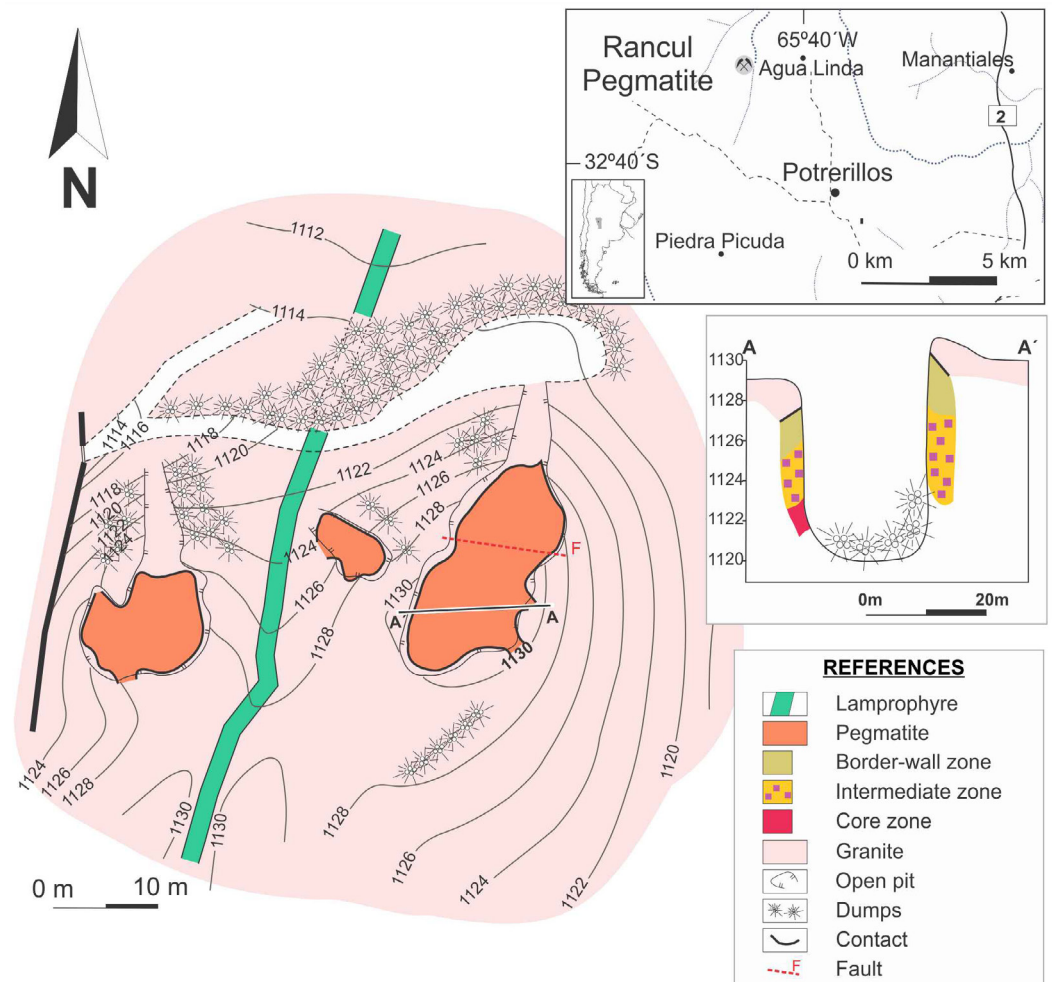 N
Rancul
Pegmatite
65º40´W
Agua Linda
Manantiales
2
32º40´S
Potrerillos
Piedra Picuda
0 km
5 km
1112
1114
1114
1116
1118
1120
1122
1124
1126
1128
1118
1120
1122
1124
1124
1126
1128
1130
F
A
A
1130
1124
1126
1128
1130
1130
1128
1126
1124
1122
1120
0 m
10 m
A
A´
1130
1128
1126
1124
1122
1120
0m
20m
REFERENCES
Lamprophyre
Pegmatite
Border-wall zone
Intermediate zone
Core zone
Granite
Open pit
Dumps
Contact
F
Fault